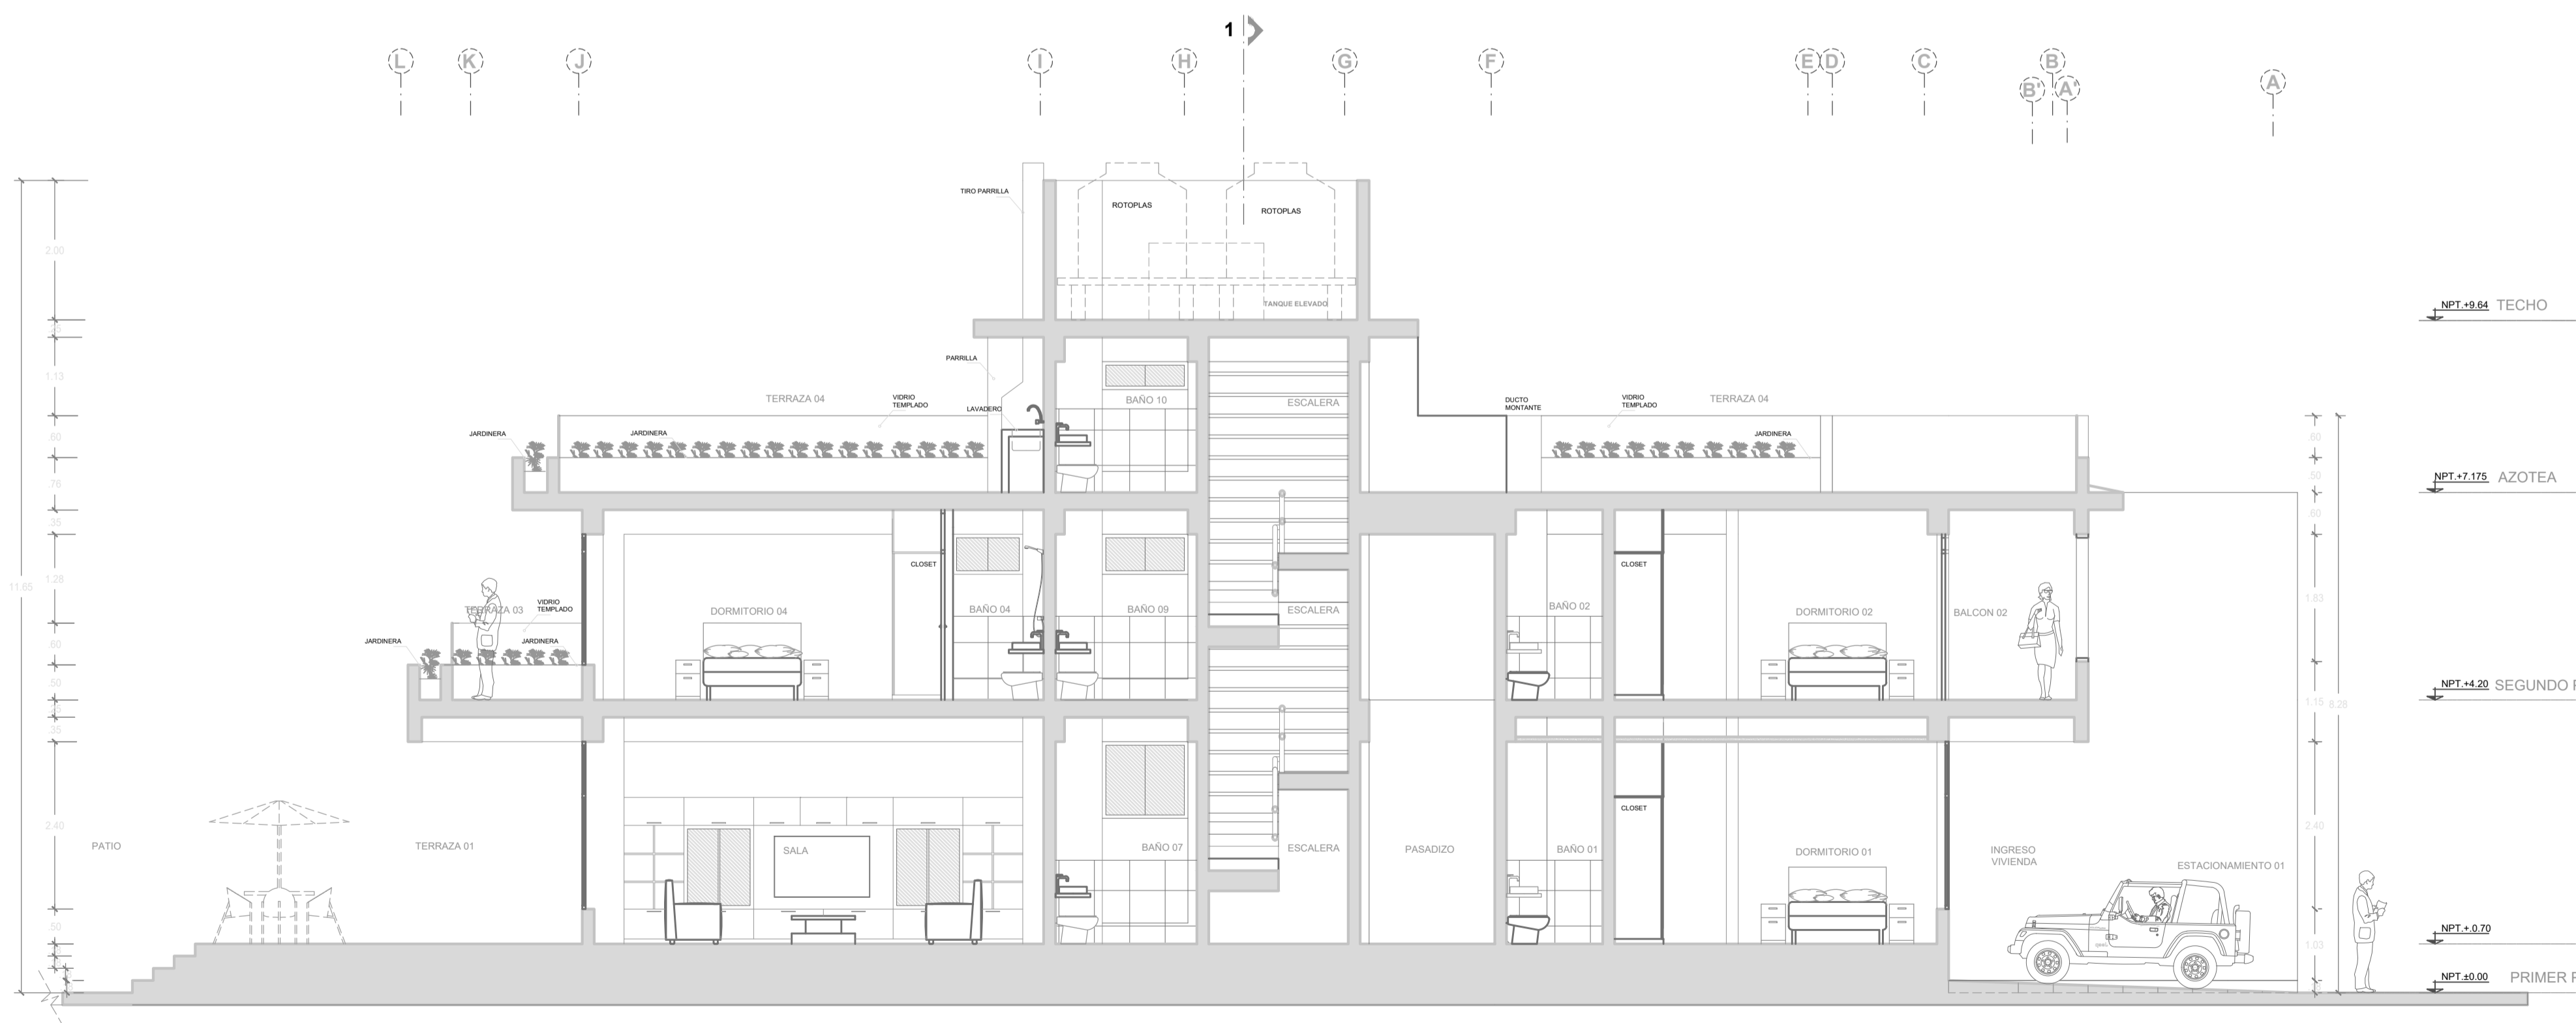 1
L
K
J
I
H
G
F
E
D
C
B
B'
A'
A
TIRO PARRILLA
ROTOPLAS
ROTOPLAS
TANQUE ELEVADO
2.00
NPT.+9.64 TECHO
PARRILLA
1.13
TERRAZA 04
VIDRIO
TEMPLADO
LAVADERO
BAÑO 10
ESCALERA
DUCTO
MONTANTE
VIDRIO
TEMPLADO
TERRAZA 04
JARDINERA
JARDINERA
JARDINERA
.60
.60
.76
.50
NPT.+7.175 AZOTEA
.35
.60
CLOSET
CLOSET
11.65
1.28
1.83
TERRAZA 03
VIDRIO
TEMPLADO
DORMITORIO 04
BAÑO 04
BAÑO 09
ESCALERA
BAÑO 02
DORMITORIO 02
BALCON 02
JARDINERA
JARDINERA
.60
.50
NPT.+4.20 SEGUNDO P
1.15
8.28
.35
CLOSET
2.40
2.40
PATIO
TERRAZA 01
SALA
BAÑO 07
ESCALERA
PASADIZO
BAÑO 01
DORMITORIO 01
INGRESO
VIVIENDA
ESTACIONAMIENTO 01
.50
1.03
NPT.+.0.70
NPT.±0.00 PRIMER P